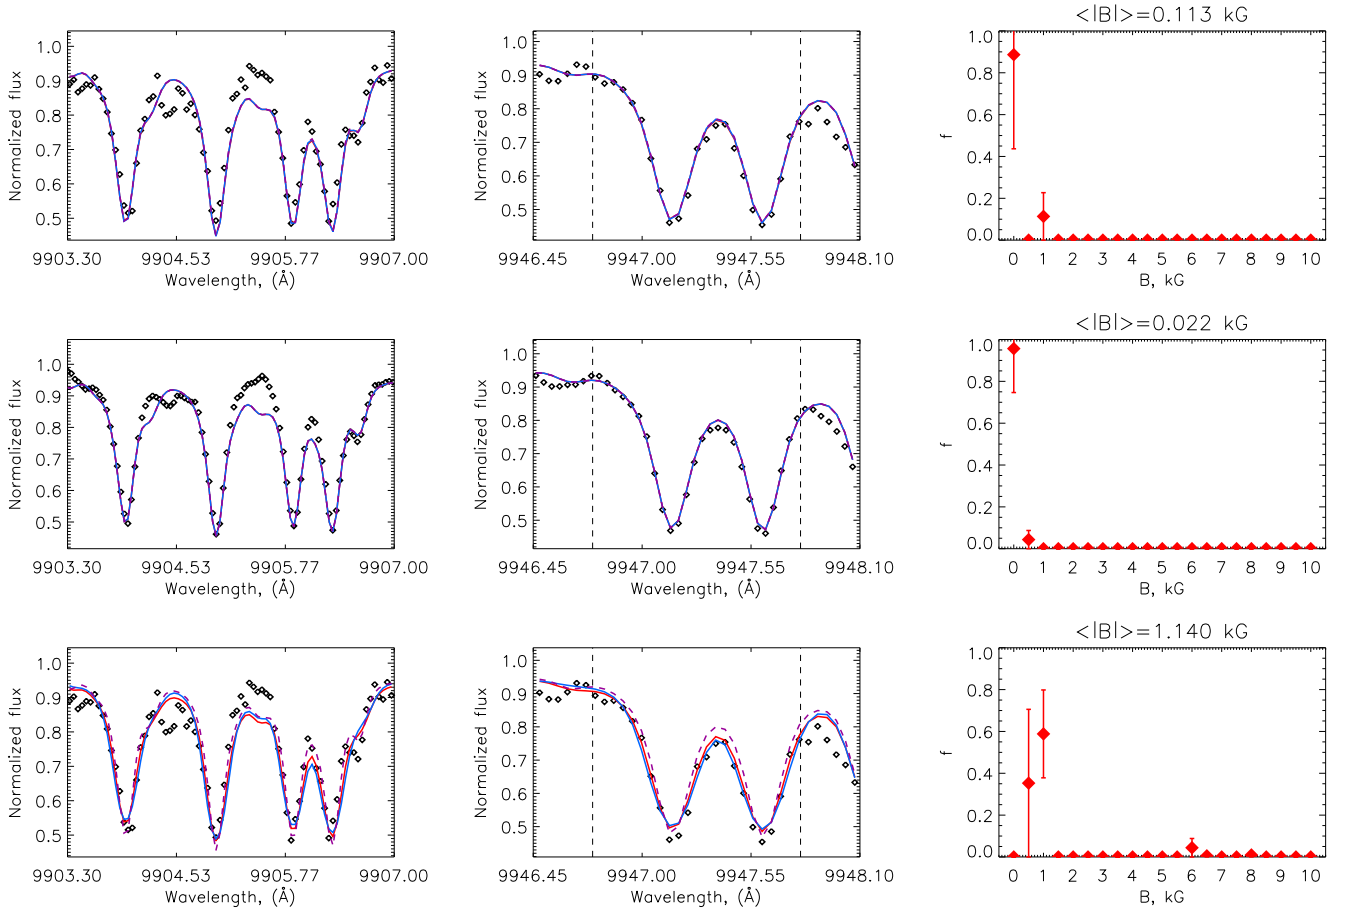 <|B|>=0.113 kG
1.0
0.9
0.8
0.7
0.6
0.5
Normalized flux
9903.30 9904.53 9905.77 9907.00
Wavelength, (Å)
1.0
0.9
0.8
0.7
0.6
0.5
Normalized flux
9946.45 9947.00 9947.55 9948.10
Wavelength, (Å)
1.0
0.8
0.6
0.4
0.2
0.0
f
0 1 2 3 4 5 6 7 8 9 10
B, kG
<|B|>=0.022 kG
1.0
0.9
0.8
0.7
0.6
0.5
Normalized flux
9903.30 9904.53 9905.77 9907.00
Wavelength, (Å)
1.0
0.9
0.8
0.7
0.6
0.5
Normalized flux
9946.45 9947.00 9947.55 9948.10
Wavelength, (Å)
1.0
0.8
0.6
0.4
0.2
0.0
f
0 1 2 3 4 5 6 7 8 9 10
B, kG
<|B|>=1.140 kG
1.0
0.9
0.8
0.7
0.6
0.5
Normalized flux
9903.30 9904.53 9905.77 9907.00
Wavelength, (Å)
1.0
0.9
0.8
0.7
0.6
0.5
Normalized flux
9946.45 9947.00 9947.55 9948.10
Wavelength, (Å)
1.0
0.8
0.6
0.4
0.2
0.0
f
0 1 2 3 4 5 6 7 8 9 10
B, kG